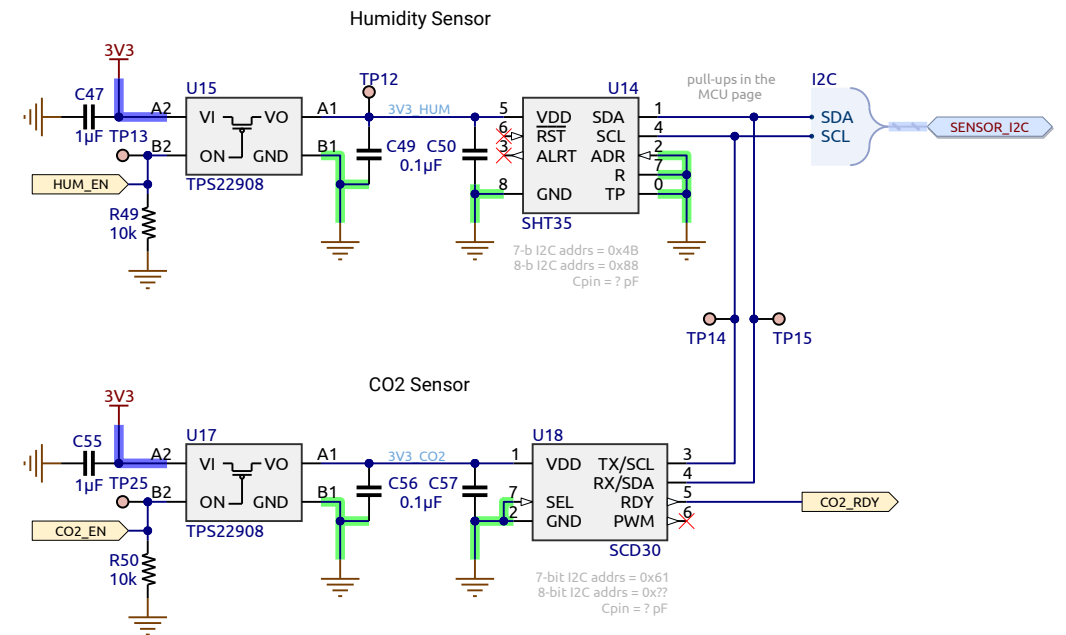 Humidity Sensor
3V3
C47
1µF
TP13
A2
B2
HUM_EN
R49
10k
U15
VI
VO
ON
GND
TPS22908
A1
B1
TP12
3V3_HUM
C49
0.1µF
C50
U14
5
6
3
8
VDD
RST
ALRT
GND
SDA
SCL
ADR
R
TP
1
4
2
7
0
SHT35
7-b I2C addrs = 0x4B
8-b I2C addrs = 0x88
Cpin = ? pF
pull-ups in the
MCU page
I2C
SDA
SCL
SENSOR_I2C
TP14
TP15
CO2 Sensor
3V3
C55
1µF
TP25
A2
B2
CO2_EN
R50
10k
U17
VI
VO
ON
GND
TPS22908
A1
B1
3V3_CO2
C56
0.1µF
C57
U18
1
7
2
VDD
SEL
GND
TX/SCL
RX/SDA
RDY
PWM
3
4
5
6
SCD30
CO2_RDY
7-bit I2C addrs = 0x61
8-bit I2C addrs = 0x??
Cpin = ? pF